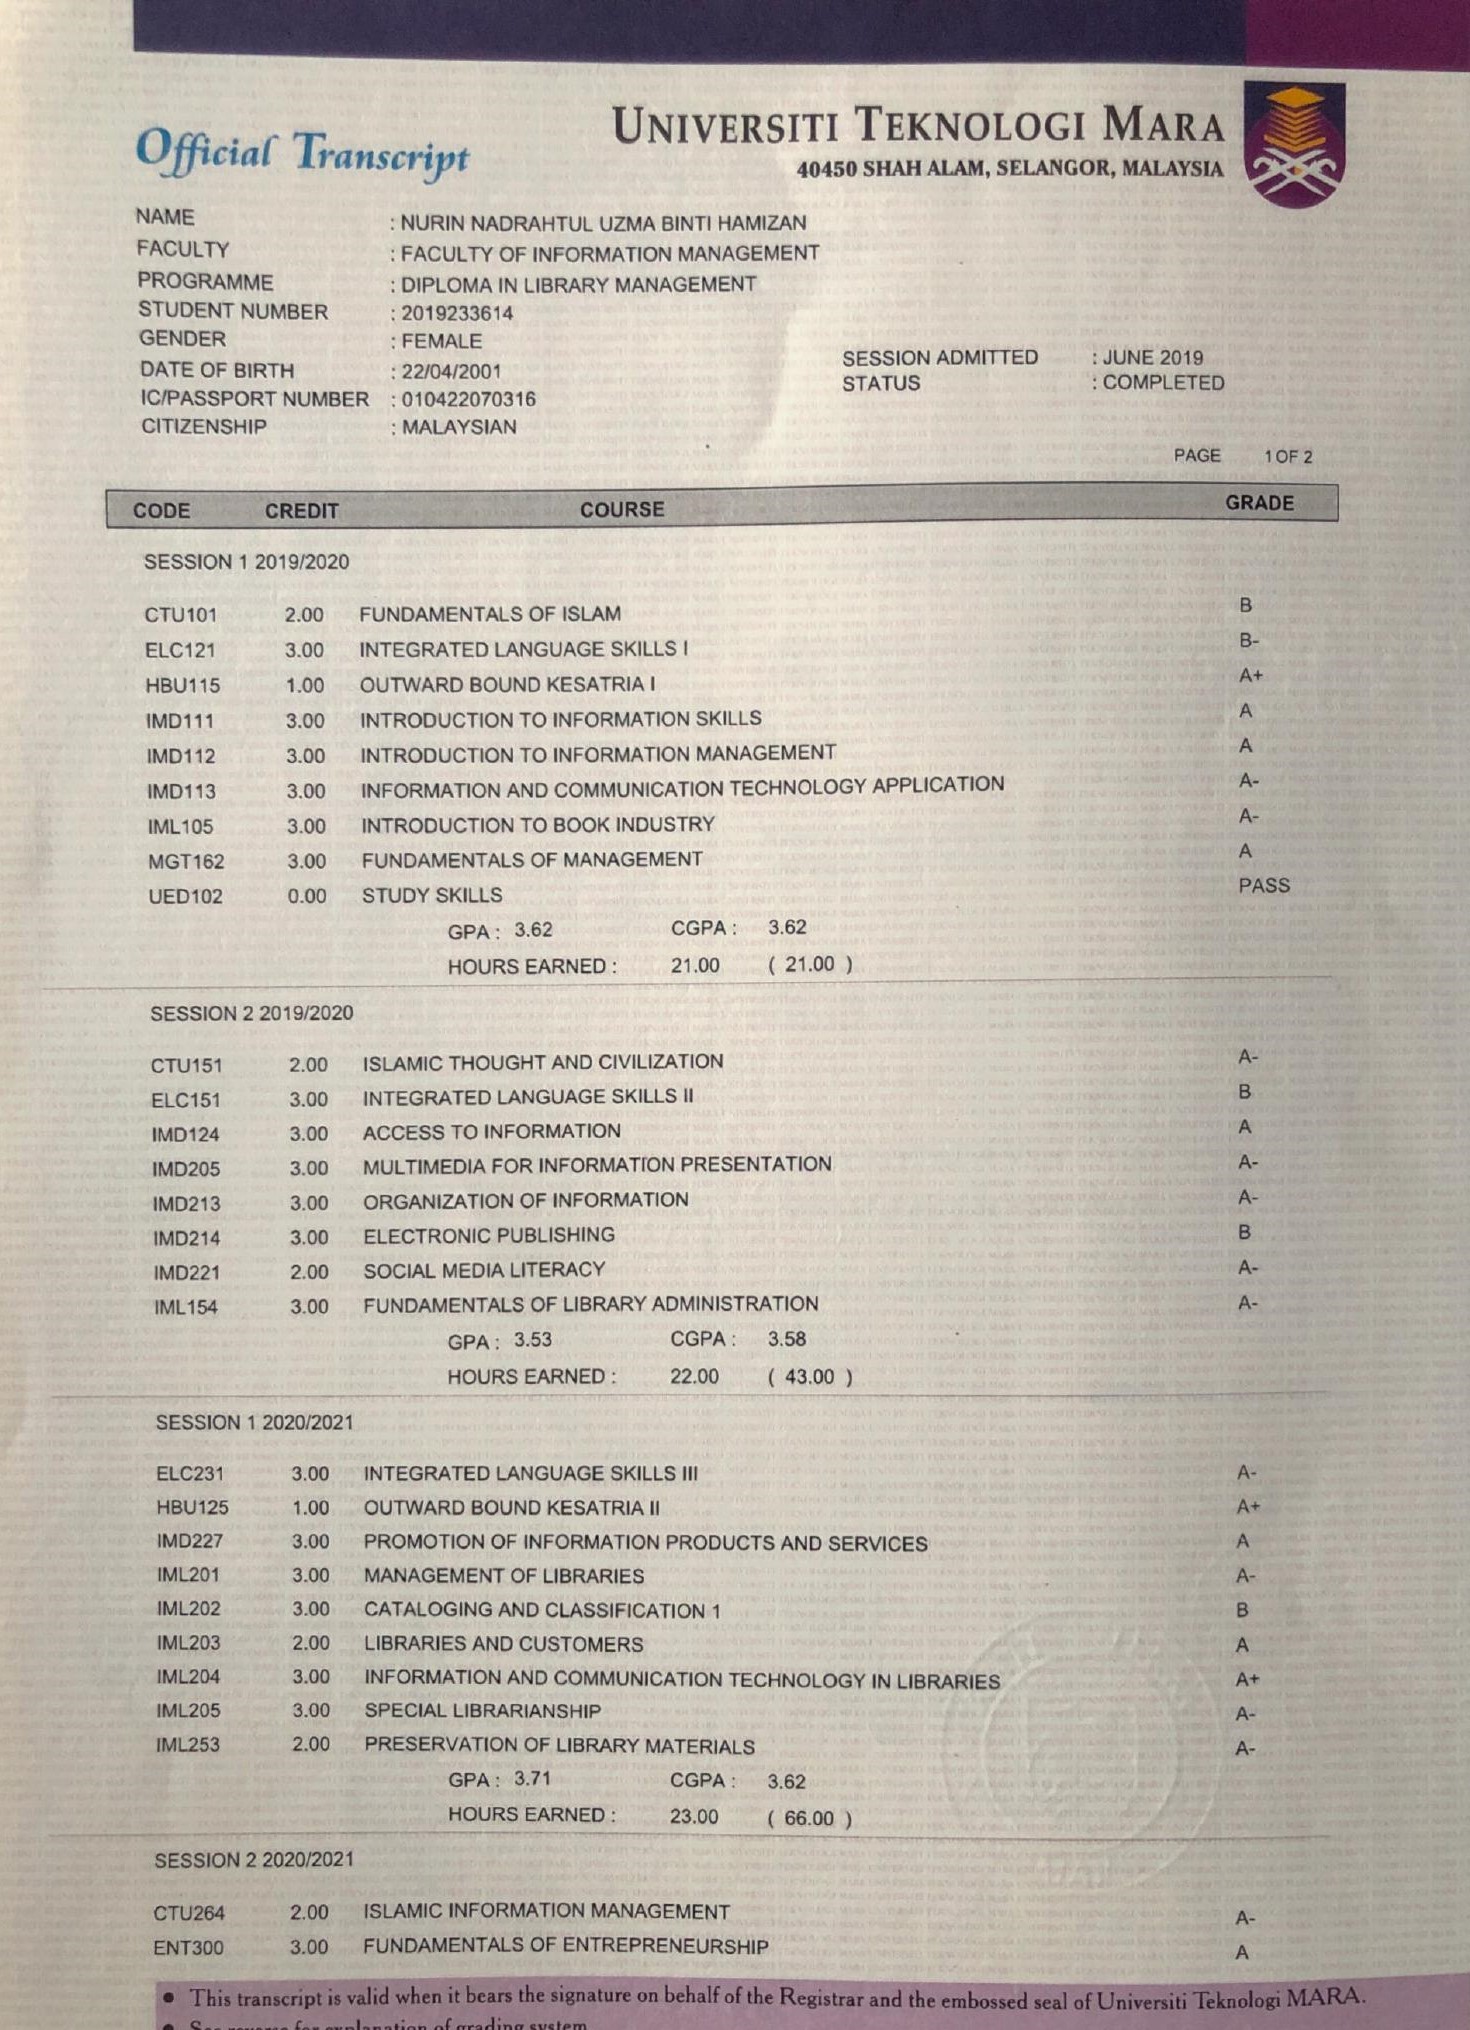 Official Transcript
UNIVERSITI TEKNOLOGI MARA
40450 SHAH ALAM, SELANGOR, MALAYSIA
NAME : NURIN NADRAHTUL UZMA BINTI HAMIZAN
FACULTY : FACULTY OF INFORMATION MANAGEMENT
PROGRAMME : DIPLOMA IN LIBRARY MANAGEMENT
STUDENT NUMBER : 2019233614
GENDER : FEMALE
SESSION ADMITTED : JUNE 2019
DATE OF BIRTH : 22/04/2001
STATUS : COMPLETED
IC/PASSPORT NUMBER : 010422070316
CITIZENSHIP : MALAYSIAN
PAGE 1 OF 2
CODE CREDIT COURSE GRADE
SESSION 1 2019/2020
CTU101 2.00 FUNDAMENTALS OF ISLAM B
ELC121 3.00 INTEGRATED LANGUAGE SKILLS I B-
HBU115 1.00 OUTWARD BOUND KESATRIA I A+
IMD111 3.00 INTRODUCTION TO INFORMATION SKILLS A
IMD112 3.00 INTRODUCTION TO INFORMATION MANAGEMENT A
IMD113 3.00 INFORMATION AND COMMUNICATION TECHNOLOGY APPLICATION A-
IML105 3.00 INTRODUCTION TO BOOK INDUSTRY A-
MGT162 3.00 FUNDAMENTALS OF MANAGEMENT A
UED102 0.00 STUDY SKILLS PASS
GPA : 3.62 CGPA : 3.62
HOURS EARNED : 21.00 ( 21.00 )
SESSION 2 2019/2020
CTU151 2.00 ISLAMIC THOUGHT AND CIVILIZATION A-
ELC151 3.00 INTEGRATED LANGUAGE SKILLS II B
IMD124 3.00 ACCESS TO INFORMATION A
IMD205 3.00 MULTIMEDIA FOR INFORMATION PRESENTATION A-
IMD213 3.00 ORGANIZATION OF INFORMATION A-
IMD214 3.00 ELECTRONIC PUBLISHING B
IMD221 2.00 SOCIAL MEDIA LITERACY A-
IML154 3.00 FUNDAMENTALS OF LIBRARY ADMINISTRATION A-
GPA : 3.53 CGPA : 3.58
HOURS EARNED : 22.00 ( 43.00 )
SESSION 1 2020/2021
ELC231 3.00 INTEGRATED LANGUAGE SKILLS III A-
HBU125 1.00 OUTWARD BOUND KESATRIA II A+
IMD227 3.00 PROMOTION OF INFORMATION PRODUCTS AND SERVICES A
IML201 3.00 MANAGEMENT OF LIBRARIES A-
IML202 3.00 CATALOGING AND CLASSIFICATION 1 B
IML203 2.00 LIBRARIES AND CUSTOMERS A
IML204 3.00 INFORMATION AND COMMUNICATION TECHNOLOGY IN LIBRARIES A+
IML205 3.00 SPECIAL LIBRARIANSHIP A-
IML253 2.00 PRESERVATION OF LIBRARY MATERIALS A-
GPA : 3.71 CGPA : 3.62
HOURS EARNED : 23.00 ( 66.00 )
SESSION 2 2020/2021
CTU264 2.00 ISLAMIC INFORMATION MANAGEMENT A-
ENT300 3.00 FUNDAMENTALS OF ENTREPRENEURSHIP A
• This transcript is valid when it bears the signature on behalf of the Registrar and the embossed seal of Universiti Teknologi MARA.
• See reverse for explanation of grading system